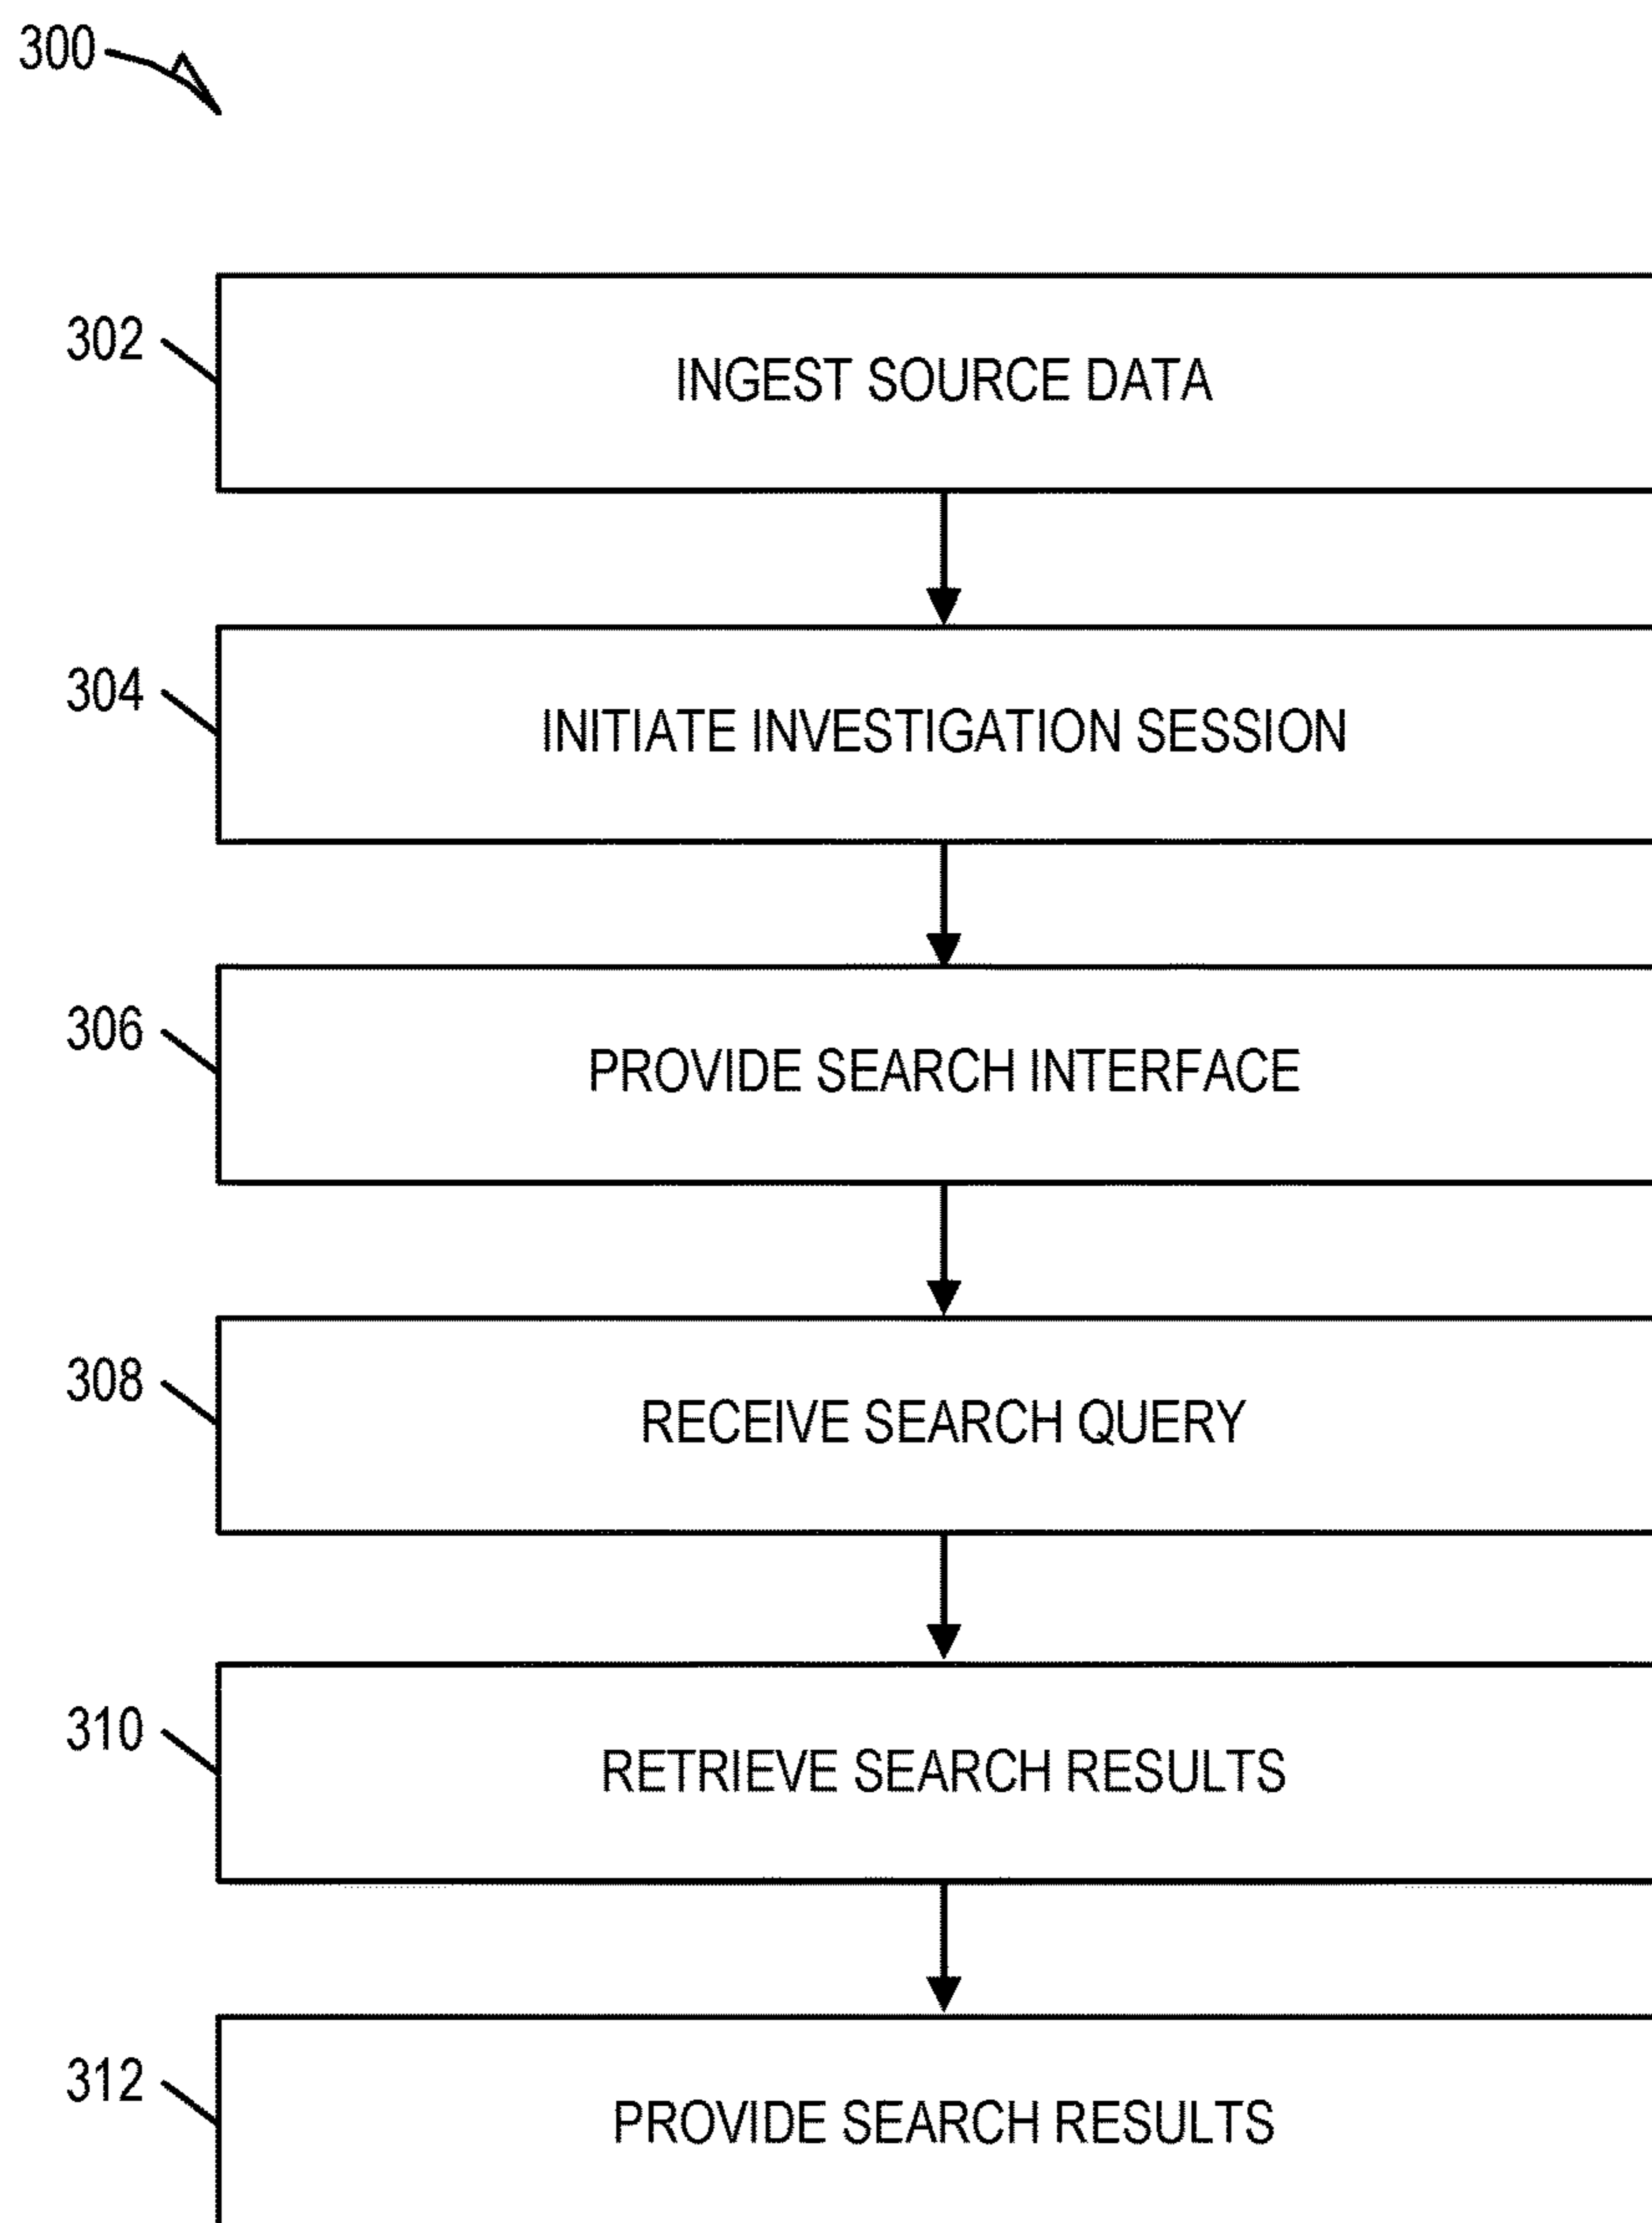 300
302
INGEST SOURCE DATA
304
INITIATE INVESTIGATION SESSION
306
PROVIDE SEARCH INTERFACE
308
RECEIVE SEARCH QUERY
310
RETRIEVE SEARCH RESULTS
312
PROVIDE SEARCH RESULTS